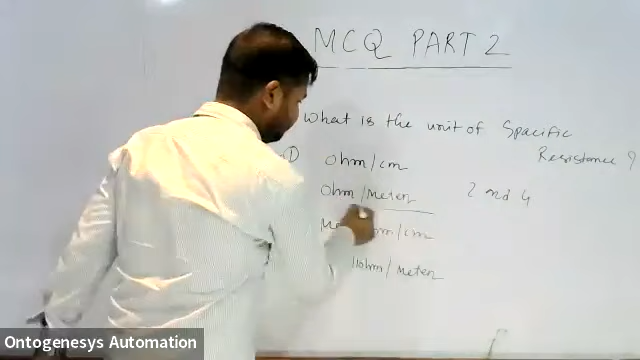 MCQ PART 2
What is the unit of Specific
Resistance ?
Ohm/cm
Ohm/Meter 2 and 4
ohm/cm
ohm/Meter
Ontogenesys Automation